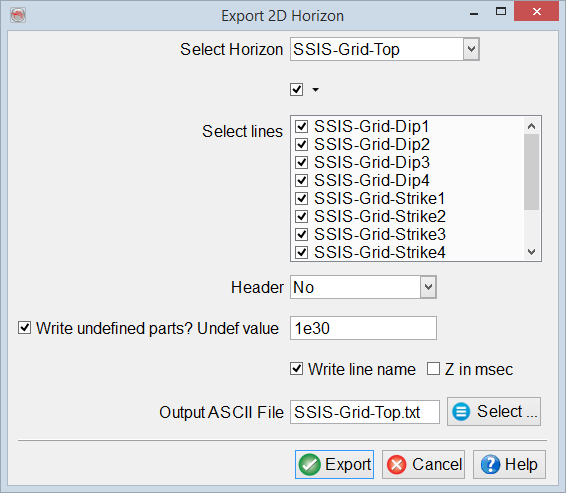 Export 2D Horizon
Select Horizon SSIS-Grid-Top
Select lines
SSIS-Grid-Dip1
SSIS-Grid-Dip2
SSIS-Grid-Dip3
SSIS-Grid-Dip4
SSIS-Grid-Strike1
SSIS-Grid-Strike2
SSIS-Grid-Strike3
SSIS-Grid-Strike4
Header No
Write undefined parts? Undef value 1e30
Write line name Z in msec
Output ASCII File SSIS-Grid-Top.txt Select ...
Export Cancel Help